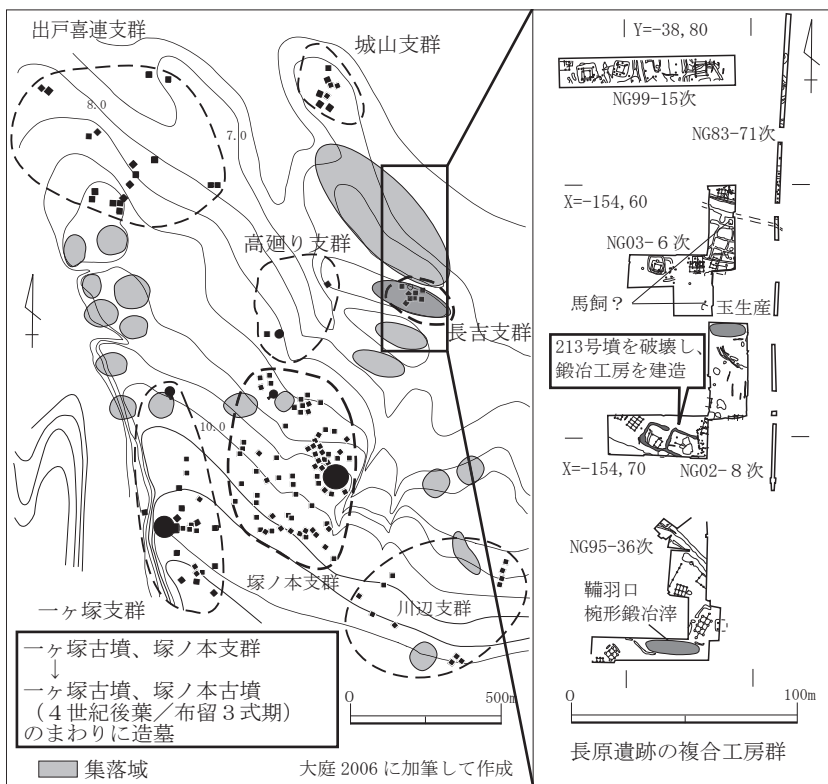 出戸喜連支群
城山支群
8.0
7.0
高廻り支群
長吉支群
10.0
塚ノ本支群
川辺支群
一ヶ塚支群
一ヶ塚古墳、塚ノ本支群
↓
一ヶ塚古墳、塚ノ本古墳
(4世紀後葉/布留3式期)
のまわりに造墓
0 500m
集落域
大庭 2006 に加筆して作成
Y=-38,80
NG99-15次
NG83-71次
X=-154,60
NG03-6次
馬飼?
玉生産
213号墳を破壊し、
鍛冶工房を建造
X=-154,70
NG02-8次
NG95-36次
鞴羽口
椀形鍛冶滓
0 100m
長原遺跡の複合工房群